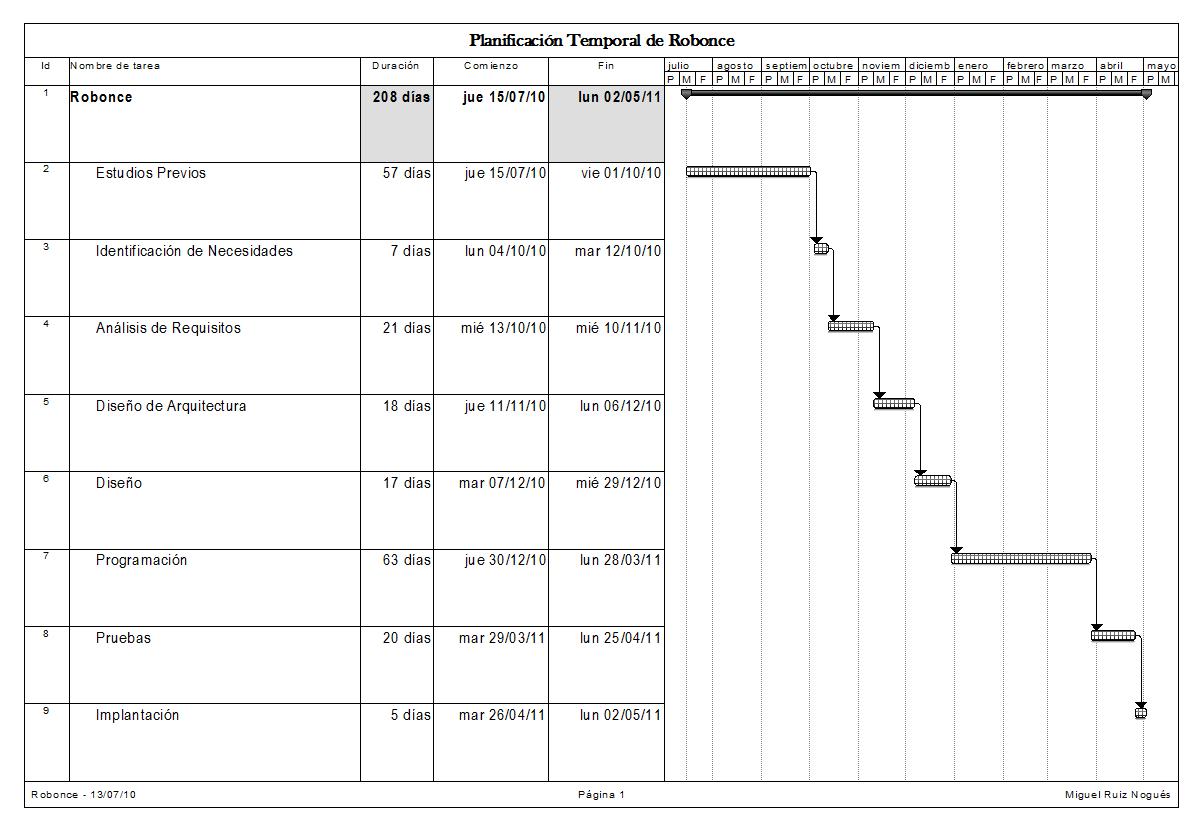 Planificación Temporal de Robonce
Id Nombre de tarea Duración Comienzo Fin julio agosto septiem octubre noviem diciemb enero febrero marzo abril mayo
P M F P M F P M F P M F P M F P M F P M F P M F P M F P M F P M
1 Robonce 208 días jue 15/07/10 lun 02/05/11
2 Estudios Previos 57 días jue 15/07/10 vie 01/10/10
3 Identificación de Necesidades 7 días lun 04/10/10 mar 12/10/10
4 Análisis de Requisitos 21 días mié 13/10/10 mié 10/11/10
5 Diseño de Arquitectura 18 días jue 11/11/10 lun 06/12/10
6 Diseño 17 días mar 07/12/10 mié 29/12/10
7 Programación 63 días jue 30/12/10 lun 28/03/11
8 Pruebas 20 días mar 29/03/11 lun 25/04/11
9 Implantación 5 días mar 26/04/11 lun 02/05/11
Robonce - 13/07/10 Página 1 Miguel Ruiz Nogués